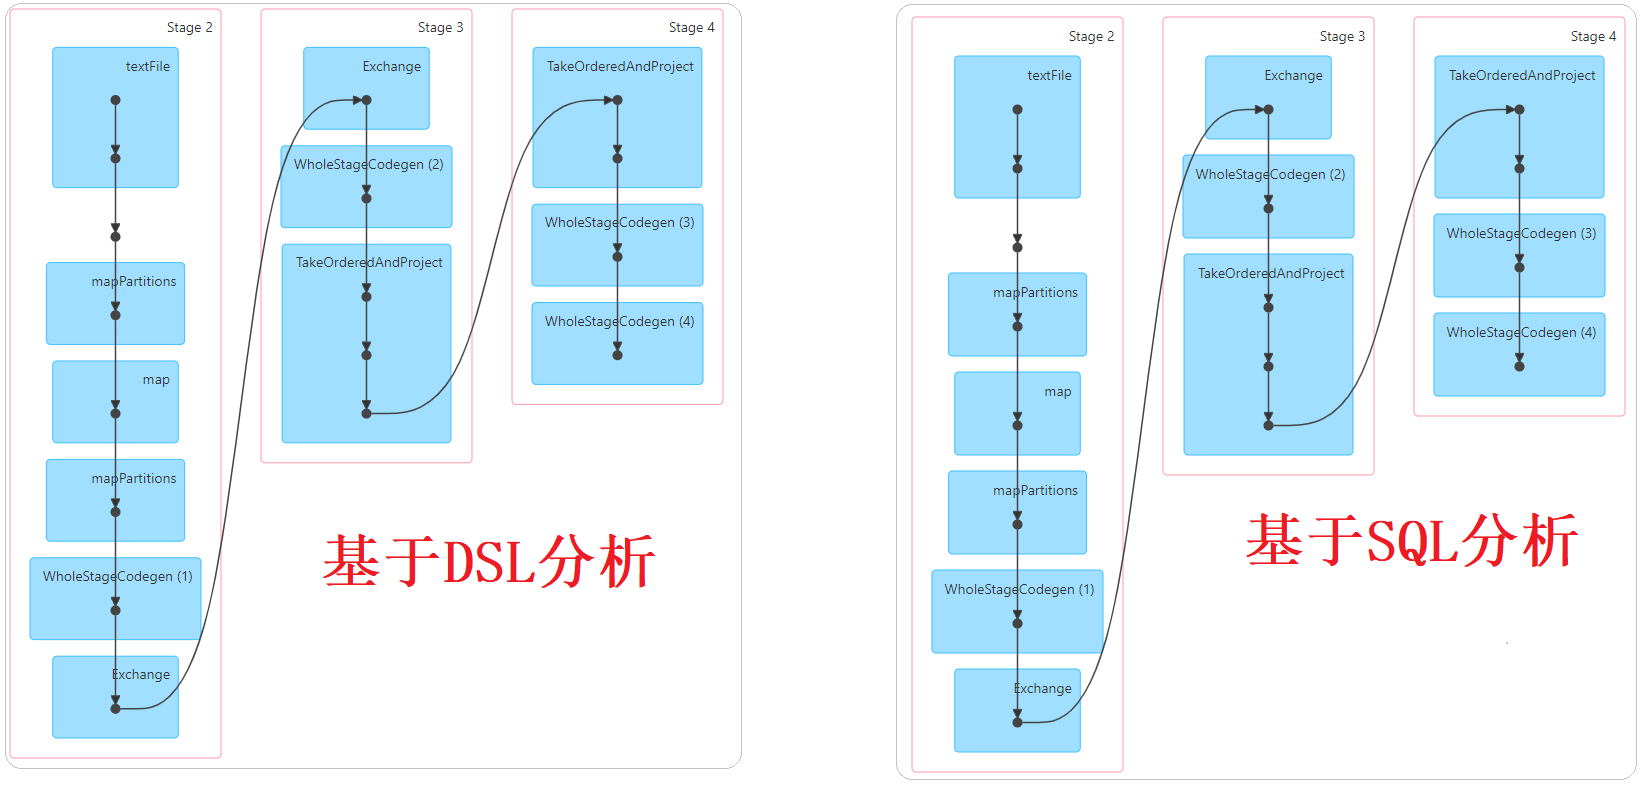 Stage 2
textFile
mapPartitions
map
mapPartitions
WholeStageCodegen (1)
Exchange
Stage 3
Exchange
WholeStageCodegen (2)
TakeOrderedAndProject
Stage 4
TakeOrderedAndProject
WholeStageCodegen (3)
WholeStageCodegen (4)
基于DSL分析
Stage 2
textFile
mapPartitions
map
mapPartitions
WholeStageCodegen (1)
Exchange
Stage 3
Exchange
WholeStageCodegen (2)
TakeOrderedAndProject
Stage 4
TakeOrderedAndProject
WholeStageCodegen (3)
WholeStageCodegen (4)
基于SQL分析